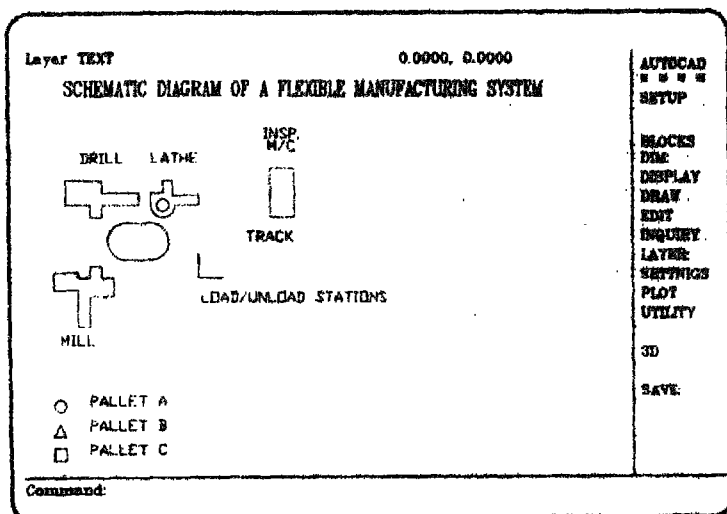 Layer TEXT
0.0000, 0.0000
SCHEMATIC DIAGRAM OF A FLEXIBLE MANUFACTURING SYSTEM
INSP.
M/C
DRILL
LATHE
TRACK
LOAD/UNLOAD STATIONS
MILL
PALLET A
PALLET B
PALLET C
Command:
AUTOCAD
* * * *
SETUP
BLOCKS
DIM:
DISPLAY
DRAW
EDIT
INQUIRY
LAYER:
SETTNIGS
PLOT
UTILITY
3D
SAVE: